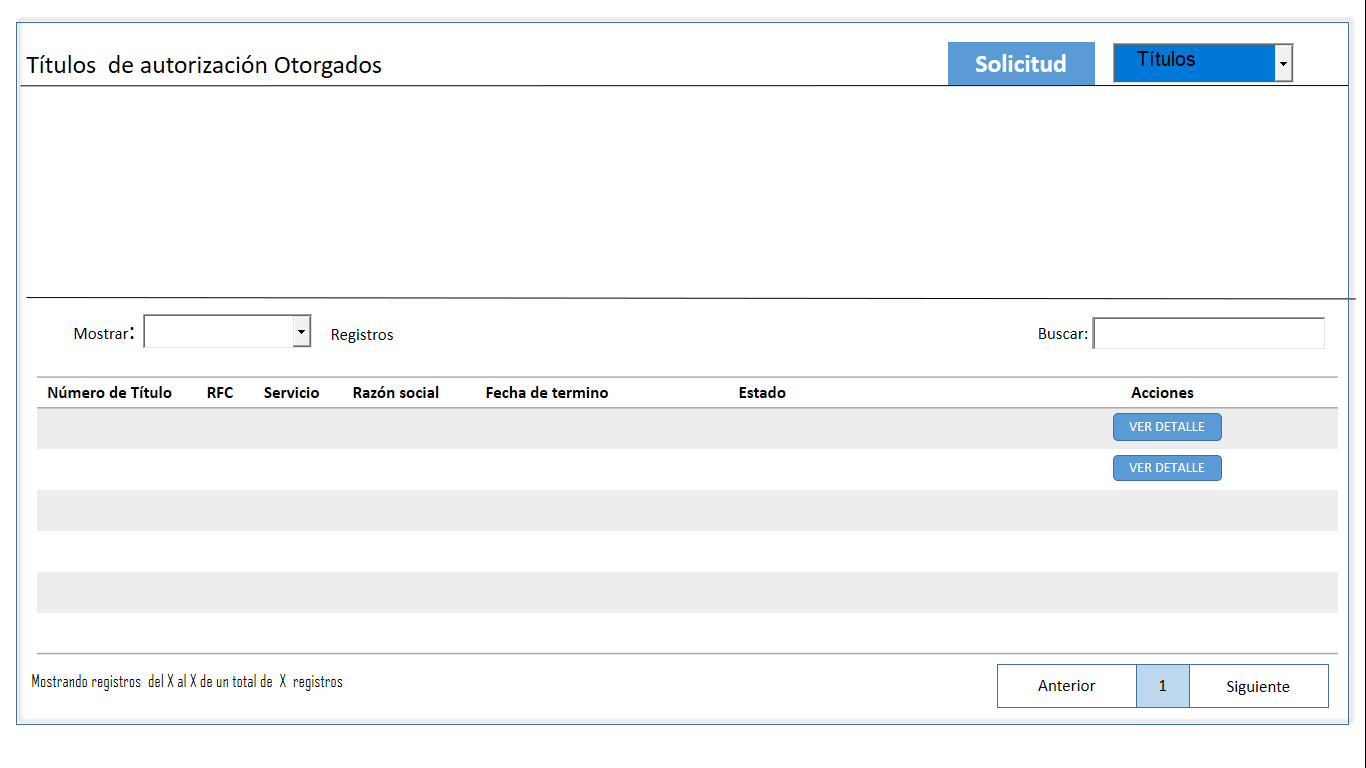 Títulos de autorización Otorgados
Solicitud
Títulos
Mostrar:
Registros
Buscar:
Número de Título RFC Servicio Razón social Fecha de termino Estado Acciones
VER DETALLE
VER DETALLE
Mostrando registros del X al X de un total de X registros
Anterior 1 Siguiente